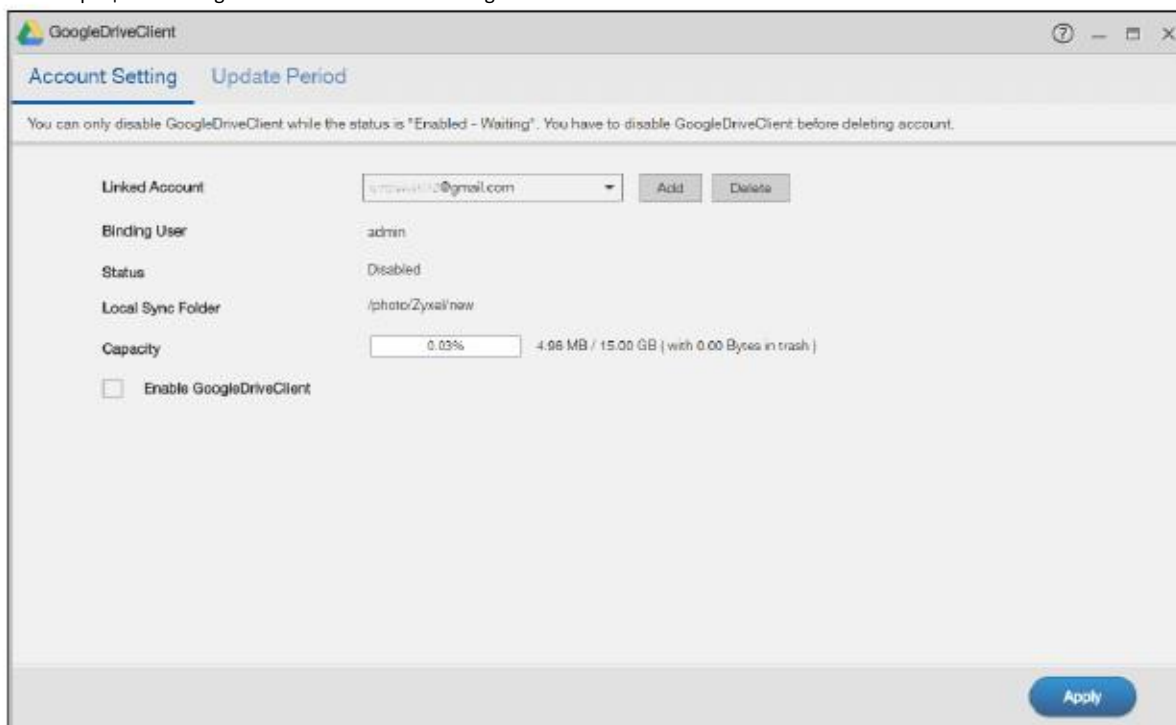 GoogleDriveClient
Account Setting Update Period
You can only disable GoogleDriveClient while the status is "Enabled - Waiting". You have to disable GoogleDriveClient before deleting account.
Linked Account @gmail.com Add Delete
Binding User admin
Status Disabled
Local Sync Folder /photo/Zyxel/new
Capacity 0.03% 4.96 MB / 15.00 GB ( with 0.00 Bytes in trash )
Enable GoogleDriveClient
Apply